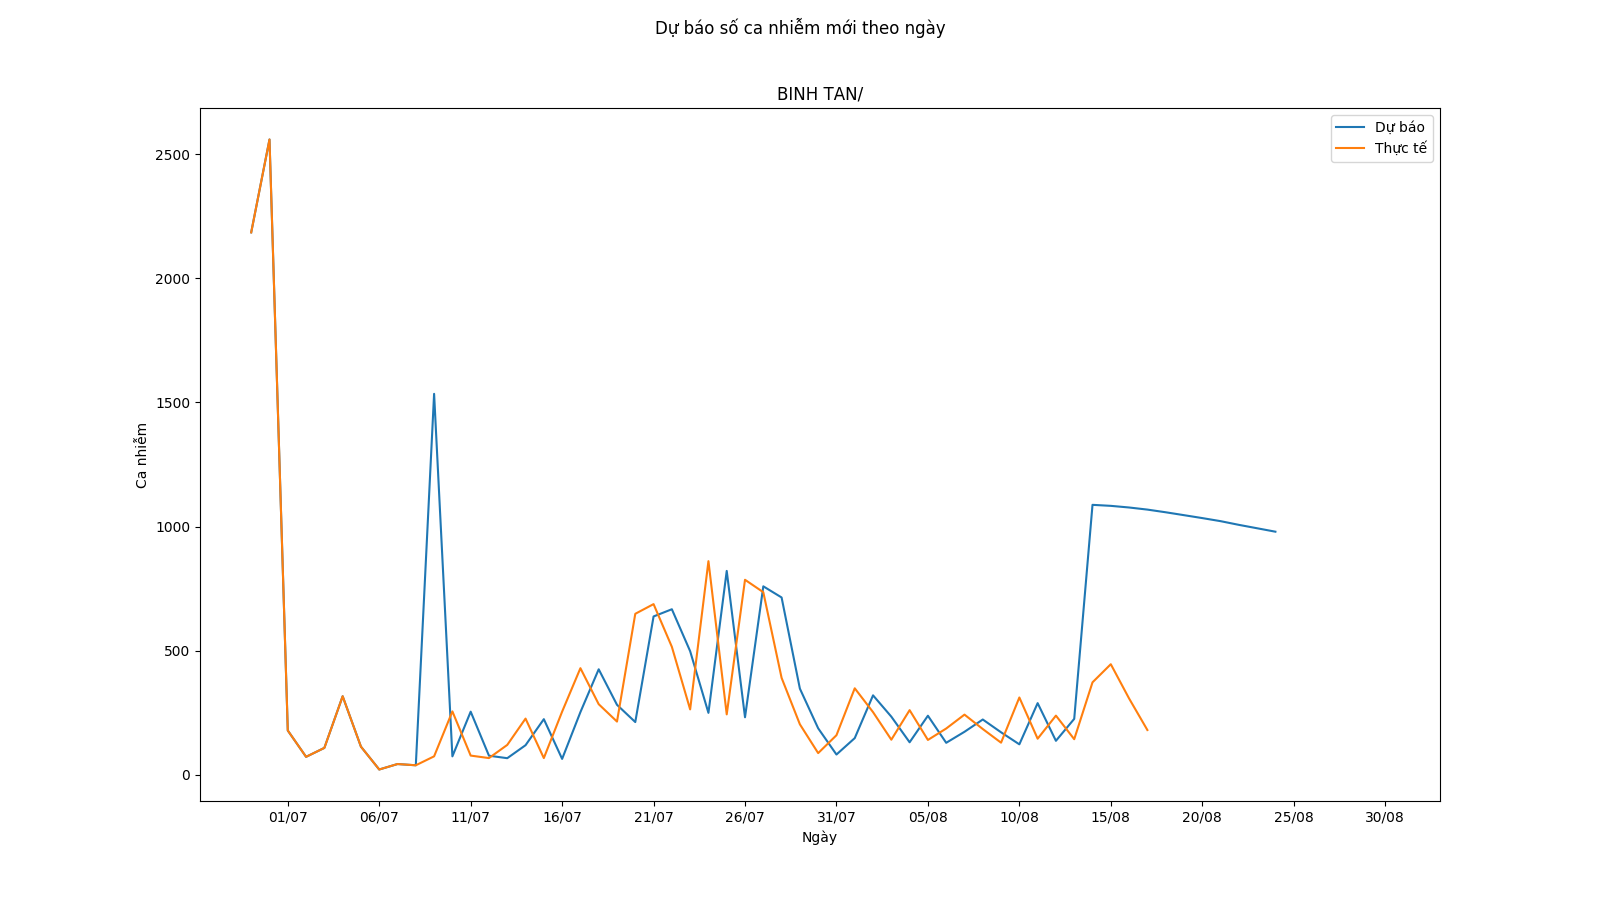 Dự báo số ca nhiễm mới theo ngày
BINH TAN/
Dự báo
Thực tế
2500
2000
1500
1000
500
0
Ca nhiễm
01/07 06/07 11/07 16/07 21/07 26/07 31/07 05/08 10/08 15/08 20/08 25/08 30/08
Ngày